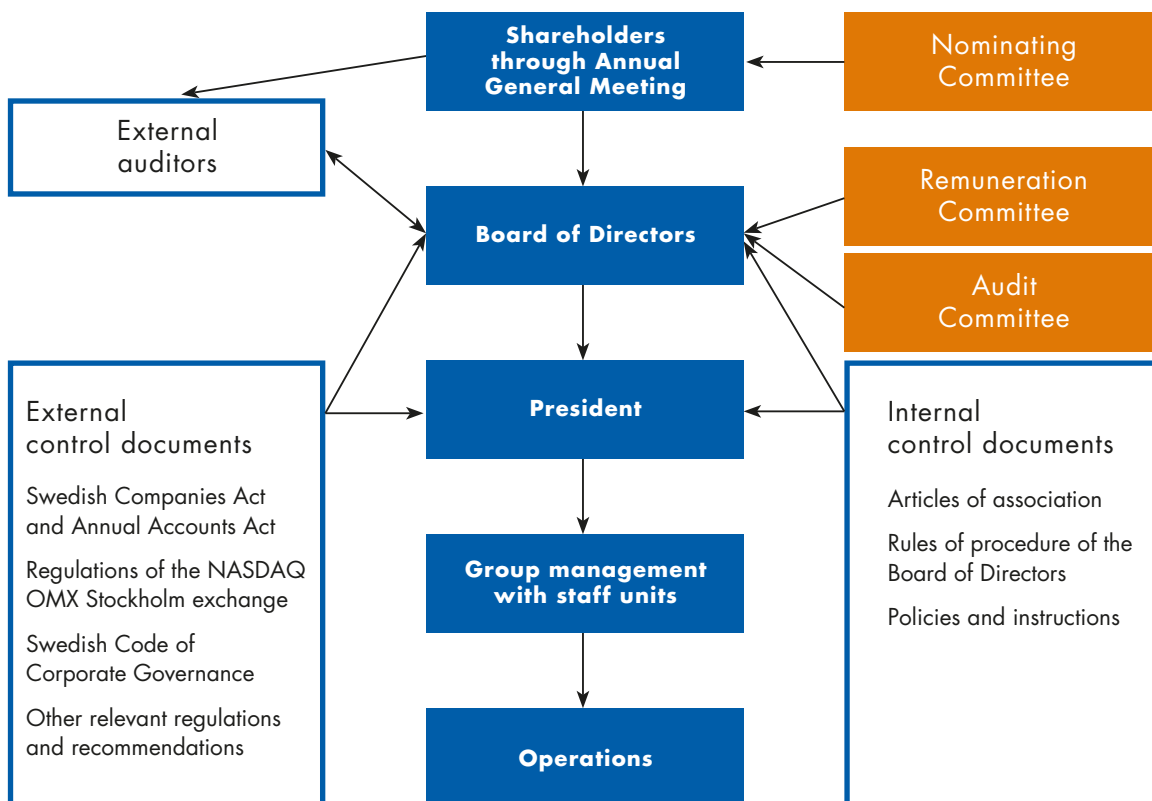 Shareholders
through Annual
General Meeting
Nominating
Committee
External
auditors
Remuneration
Committee
Board of Directors
Audit
Committee
External
control documents
Swedish Companies Act
and Annual Accounts Act
Regulations of the NASDAQ
OMX Stockholm exchange
Swedish Code of
Corporate Governance
Other relevant regulations
and recommendations
President
Group management
with staff units
Operations
Internal
control documents
Articles of association
Rules of procedure of the
Board of Directors
Policies and instructions